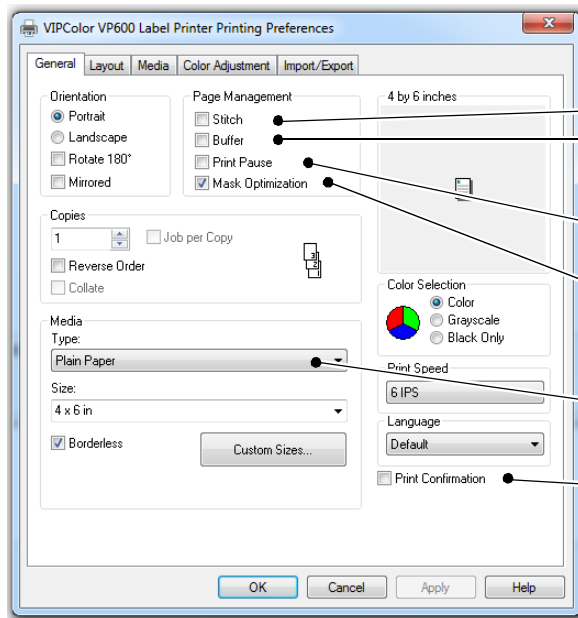 VIPColor VP600 Label Printer Printing Preferences
General Layout Media Color Adjustment Import/Export
Orientation
Portrait
Landscape
Rotate 180°
Mirrored
Page Management
Stitch
Buffer
Print Pause
Mask Optimization
4 by 6 inches
Copies
1
Job per Copy
Reverse Order
Collate
3
2
1
Color Selection
Color
Grayscale
Black Only
Media
Type:
Plain Paper
Size:
4 x 6 in
Borderless
Custom Sizes...
Print Speed
6 IPS
Language
Default
Print Confirmation
OK Cancel Apply Help